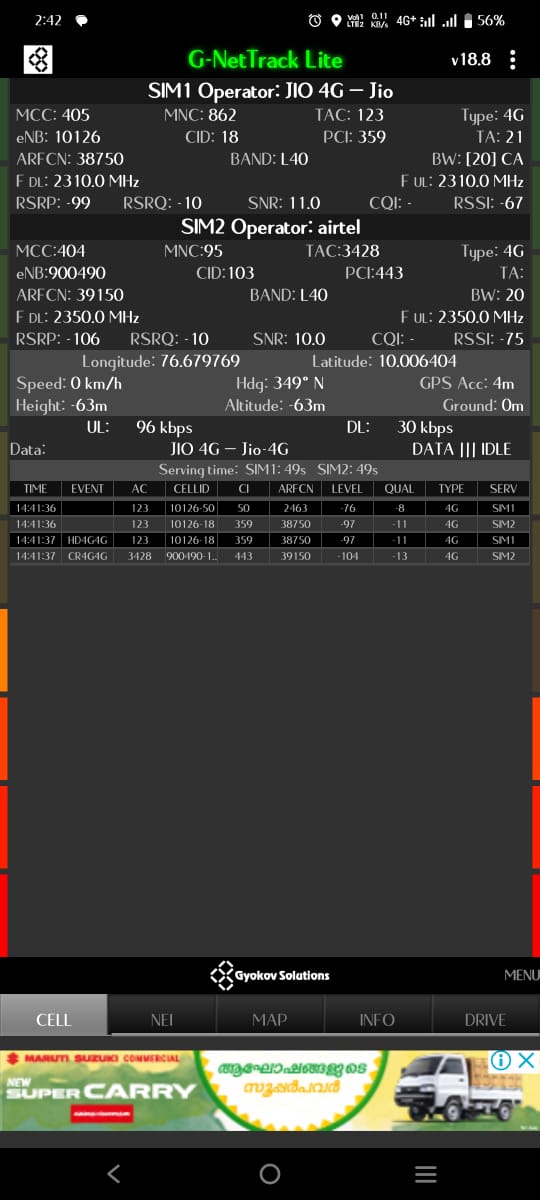 2:42 Vo) 1 LTE2 0.11 KB/s 4G+ 56%
G-NetTrack Lite v18.8
SIM1 Operator: JIO 4G – Jio
MCC: 405 MNC: 862 TAC: 123 Type: 4G
eNB: 10126 CID: 18 PCI: 359 TA: 21
ARFCN: 38750 BAND: L40 BW: [20] CA
F DL: 2310.0 MHz F UL: 2310.0 MHz
RSRP: -99 RSRQ: -10 SNR: 11.0 CQI: - RSSI: -67
SIM2 Operator: airtel
MCC:404 MNC:95 TAC:3428 Type: 4G
eNB:900490 CID:103 PCI:443 TA:
ARFCN: 39150 BAND: L40 BW: 20
F DL: 2350.0 MHz F UL: 2350.0 MHz
RSRP: -106 RSRQ: -10 SNR: 10.0 CQI: - RSSI: -75
Longitude: 76.679769 Latitude: 10.006404
Speed: 0 km/h Hdg: 349° N GPS Acc: 4m
Height: -63m Altitude: -63m Ground: 0m
UL: 96 kbps DL: 30 kbps
Data: JIO 4G – Jio-4G DATA ||| IDLE
Serving time: SIM1: 49s SIM2: 49s
TIME EVENT AC CELLID CI ARFCN LEVEL QUAL TYPE SERV
14:41:36 123 10126-50 50 2463 -76 -8 4G SIM1
14:41:36 123 10126-18 359 38750 -97 -11 4G SIM2
14:41:37 HD4G4G 123 10126-18 359 38750 -97 -11 4G SIM1
14:41:37 CR4G4G 3428 900490-1.. 443 39150 -104 -13 4G SIM2
Gyokov Solutions
MENU
CELL NEI MAP INFO DRIVE
MARUTI SUZUKI COMMERCIAL
NEW
SUPER CARRY
ആഘോഷങ്ങളുടെ
സൂപ്പർപവർ